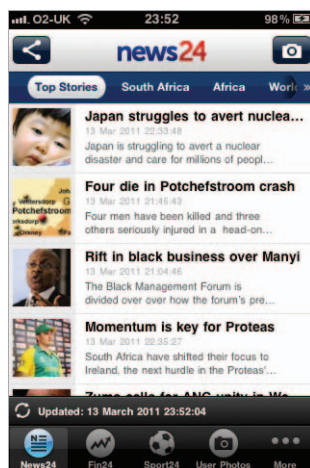 O2-UK 23:52 98%
news24
Top Stories South Africa Africa World »
Japan struggles to avert nuclea...
13 Mar 2011 22:33:48
Japan is struggling to avert a nuclear
disaster and care for millions of peopl...
Four die in Potchefstroom crash
13 Mar 2011 21:45:43
Four men have been killed and three
others seriously injured in a head-on...
Potchefstroom
Rift in black business over Manyi
13 Mar 2011 21:04:46
The Black Management Forum is
divided over over how the forum's pre...
Momentum is key for Proteas
13 Mar 2011 22:35:27
South Africa have shifted their focus to
Ireland, the next hurdle in the Proteas'...
Updated: 13 March 2011 23:52:04
News24 Fin24 Sport24 User Photos More